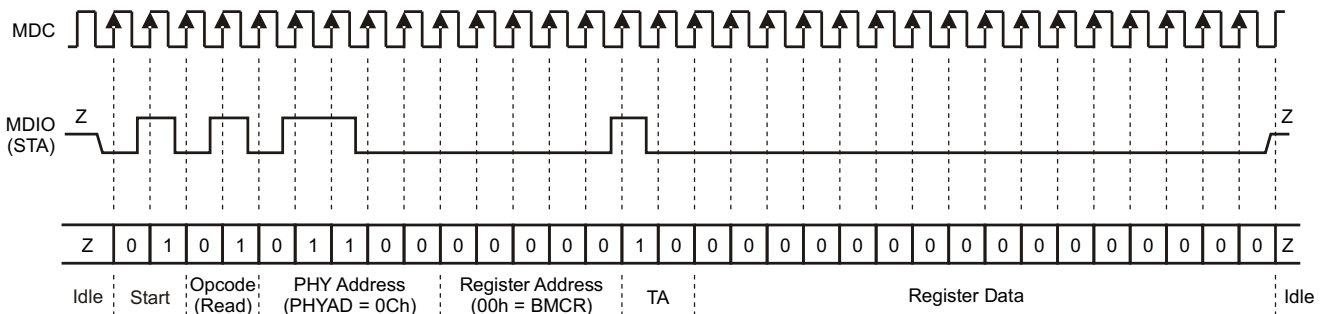 MDC
Z
Z
MDIO
(STA)
Z 0 1 0 1 0 1 1 0 0 0 0 0 0 0 1 0 0 0 0 0 0 0 0 0 0 0 0 0 0 0 0 0 Z
Idle Start Opcode (Read) PHY Address (PHYAD = 0Ch) Register Address (00h = BMCR) TA Register Data Idle